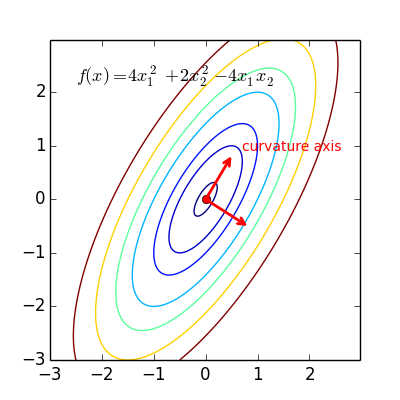 f(x)=4x₁² +2x₂² −4x₁x₂
2
curvature axis
1
0
−1
−2
−3
−3 −2 −1 0 1 2